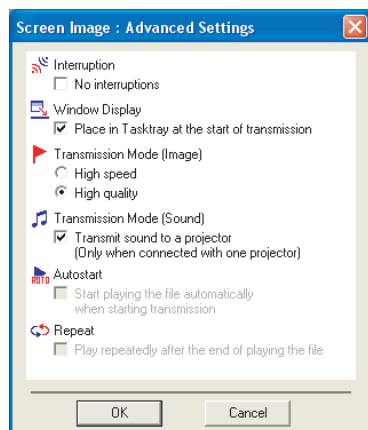 Screen Image : Advanced Settings
Interruption
No interruptions
Window Display
Place in Tasktray at the start of transmission
Transmission Mode (Image)
High speed
High quality
Transmission Mode (Sound)
Transmit sound to a projector
(Only when connected with one projector)
AUTO
Autostart
Start playing the file automatically
when starting transmission
Repeat
Play repeatedly after the end of playing the file
OK
Cancel